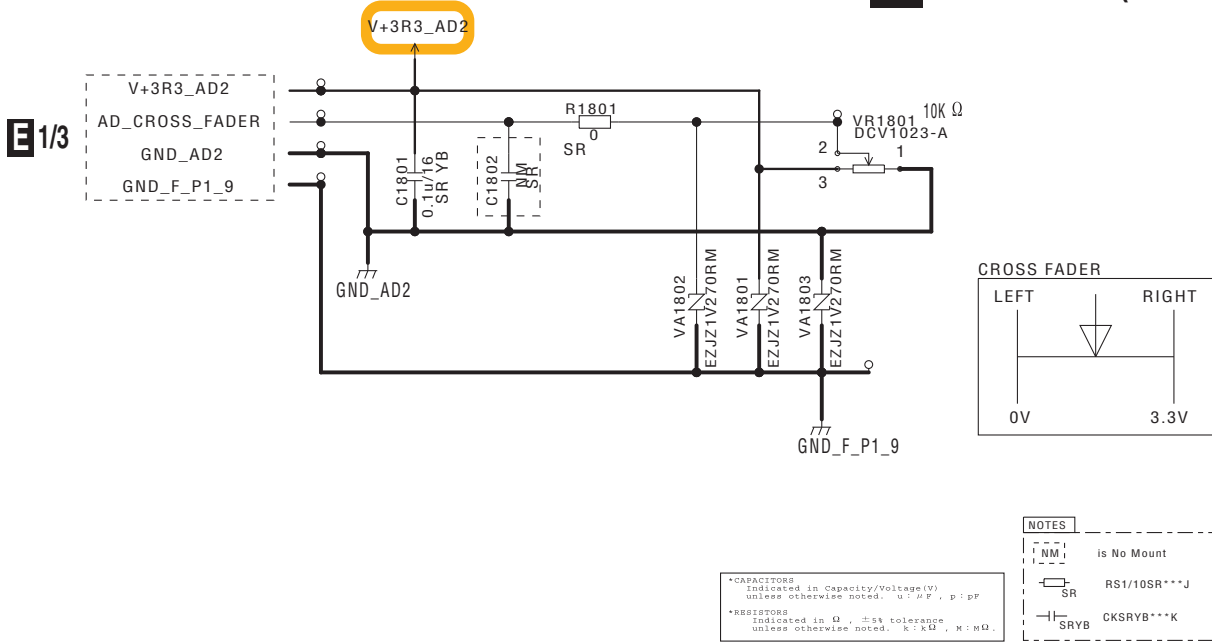 V+3R3_AD2
E 1/3
V+3R3_AD2
AD_CROSS_FADER
GND_AD2
GND_F_P1_9
R1801
0
SR
C1801
0.1u/16
SR YB
C1802
NM
SR
VR1801 10K Ω
DCV1023-A
2
1
3
GND_AD2
VA1802
EZJZ1V270RM
VA1801
EZJZ1V270RM
VA1803
EZJZ1V270RM
GND_F_P1_9
CROSS FADER
LEFT RIGHT
0V 3.3V
NOTES
NM is No Mount
SR RS1/10SR***J
SRYB CKSRYB***K
*CAPACITORS
Indicated in Capacity/Voltage(V)
unless otherwise noted. u:μF, p:pF
*RESISTORS
Indicated in Ω, ±5% tolerance
unless otherwise noted. k:kΩ, M:MΩ.